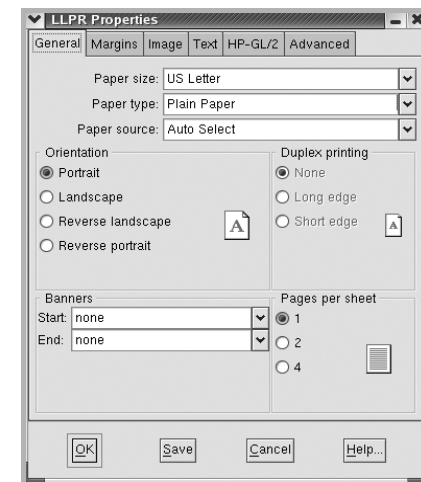 LLPR Properties
General Margins Image Text HP-GL/2 Advanced
Paper size: US Letter
Paper type: Plain Paper
Paper source: Auto Select
Orientation
Portrait
Landscape
Reverse landscape
Reverse portrait
A
Duplex printing
None
Long edge
Short edge
A
Banners
Start: none
End: none
Pages per sheet
1
2
4
OK Save Cancel Help...